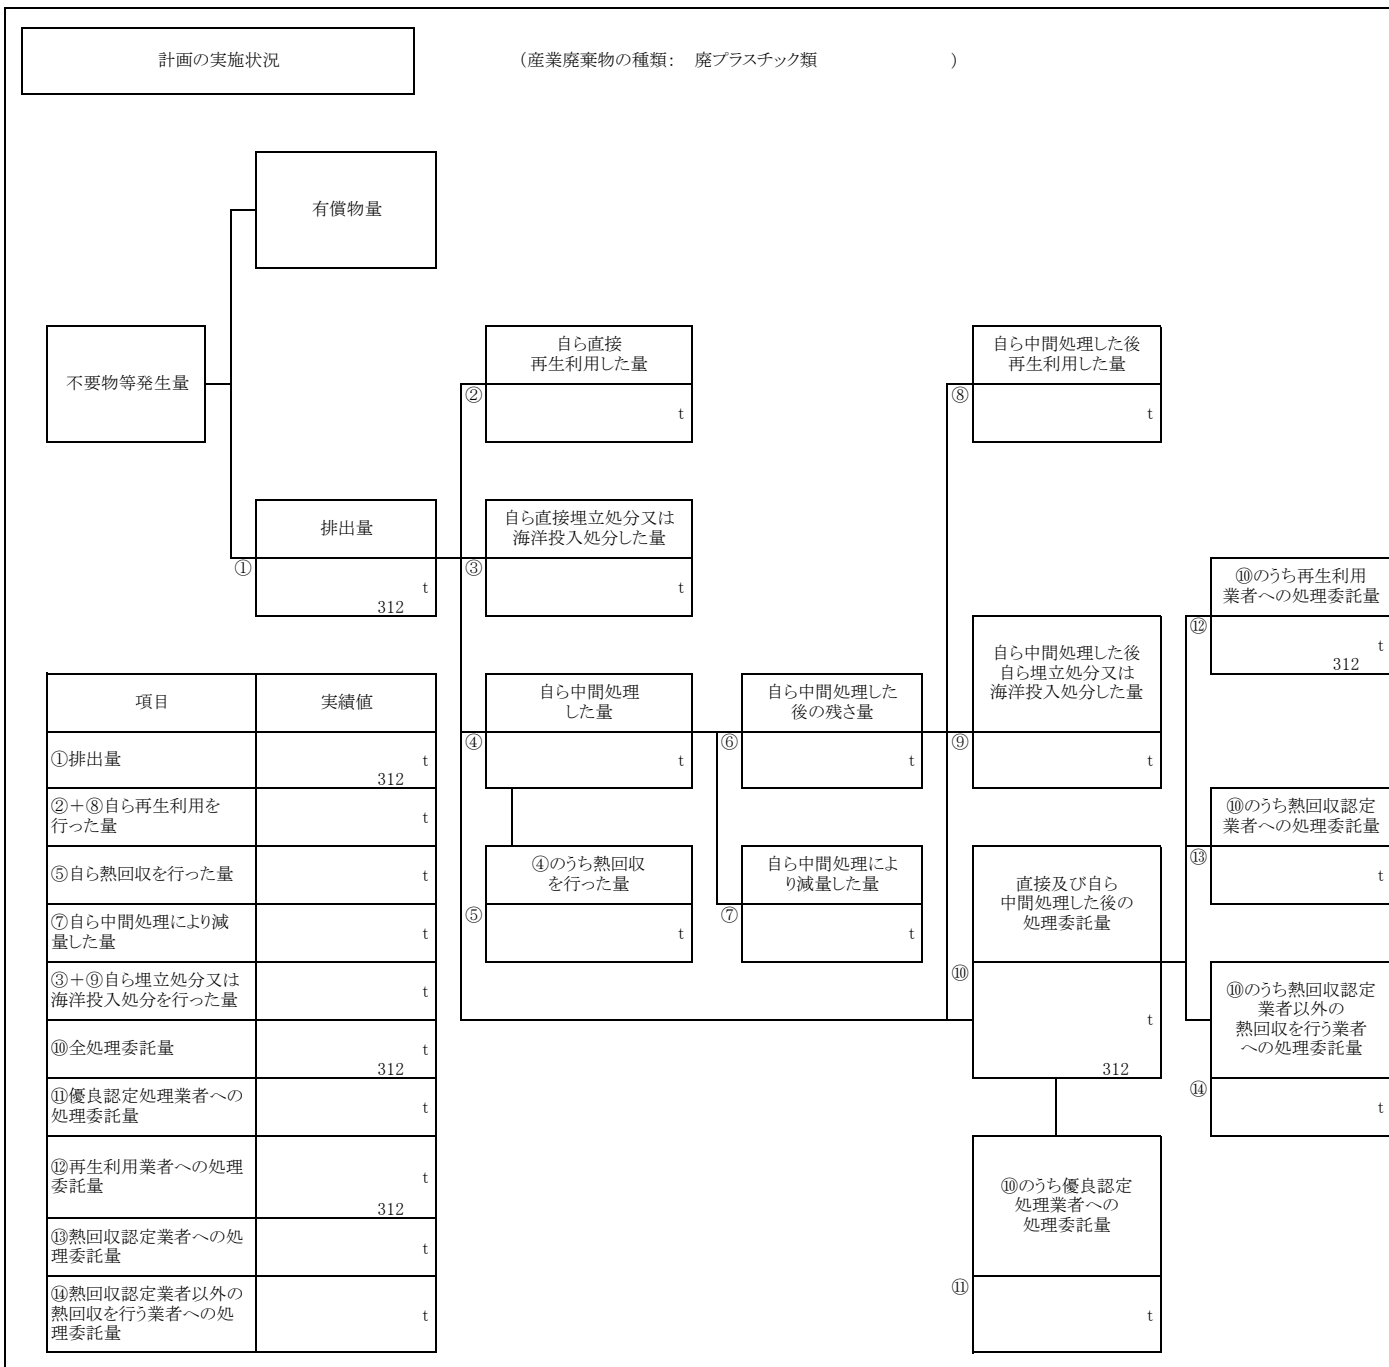 計画の実施状況
（産業廃棄物の種類： 廃プラスチック類 ）
有償物量
不要物等発生量
自ら直接
再生利用した量
②
t
自ら中間処理した後
再生利用した量
⑧
t
排出量
①
t
312
自ら直接埋立処分又は
海洋投入処分した量
③
t
⑩のうち再生利用
業者への処理委託量
⑫
t
312
自ら中間処理した後
自ら埋立処分又は
海洋投入処分した量
⑨
t
自ら中間処理
した量
④
t
自ら中間処理した
後の残さ量
⑥
t
④のうち熱回収
を行った量
⑤
t
自ら中間処理によ
り減量した量
⑦
t
直接及び自ら
中間処理した後の
処理委託量
⑩
t
312
⑩のうち熱回収認定
業者への処理委託量
⑬
t
⑩のうち熱回収認定
業者以外の
熱回収を行う業者
への処理委託量
⑭
t
⑩のうち優良認定
処理業者への
処理委託量
⑪
t
項目 実績値
①排出量 t
312
②＋⑧自ら再生利用を
行った量 t
⑤自ら熱回収を行った量 t
⑦自ら中間処理により減
量した量 t
③＋⑨自ら埋立処分又は
海洋投入処分を行った量 t
⑩全処理委託量 t
312
⑪優良認定処理業者への
処理委託量 t
⑫再生利用業者への処理
委託量 t
312
⑬熱回収認定業者への処
理委託量 t
⑭熱回収認定業者以外の
熱回収を行う業者への処 t
理委託量